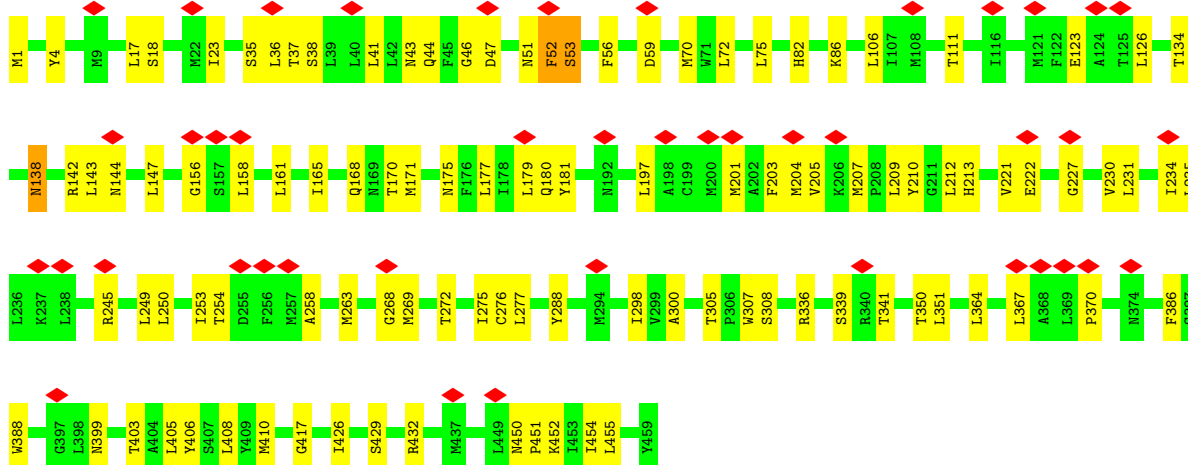 M1 Y4 M9 L17 S18 M22 I23 S35 L36 T37 S38 L39 L40 L41 L42 N43 Q44 F45 G46 D47 N51 F52 S53 F56 D59 M70 W71 L72 L75 H82 K86 L106 I107 M108 T111 I116 M121 F122 E123 A124 T125 L126 T134
N138 R142 L143 N144 L147 G156 S157 L158 L161 I165 Q168 N169 T170 M171 N175 F176 L177 I178 L179 Q180 Y181 N192 L197 A198 C199 M200 M201 A202 F203 M204 V205 K206 M207 P208 L209 Y210 G211 L212 H213 V221 E222 G227 V230 L231 I234
L236 K237 L238 R245 L249 L250 I253 T254 D255 F256 M257 A258 M263 G268 M269 T272 I275 C276 L277 Y288 M294 I298 V299 A300 T305 P306 W307 S308 R336 S339 R340 T341 T350 L351 L364 L367 A368 L369 P370 N374 F386
W388 G397 L398 N399 T403 A404 L405 Y406 S407 L408 Y409 M410 G417 I426 S429 R432 M437 L449 N450 P451 K452 I453 I454 L455 Y459